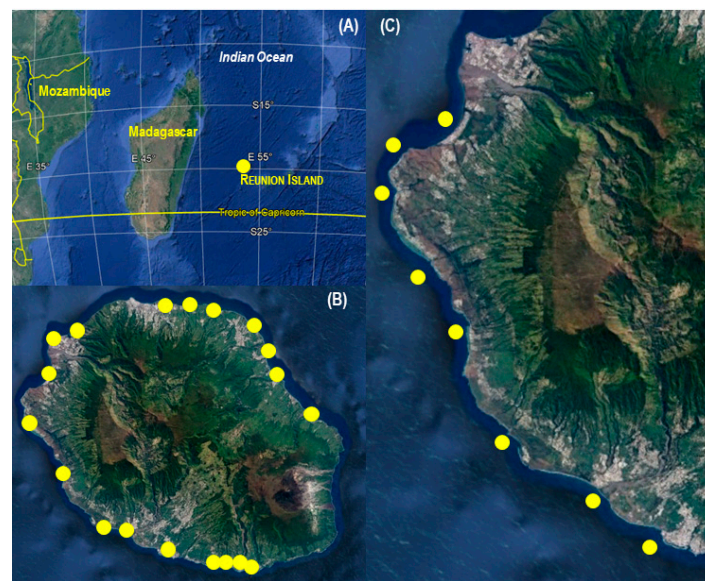 (A)
Indian Ocean
Mozambique
S15°
Madagascar
E 35°
E 45°
E 55°
REUNION ISLAND
Tropic of Capricorn
S25°
(B)
(C)